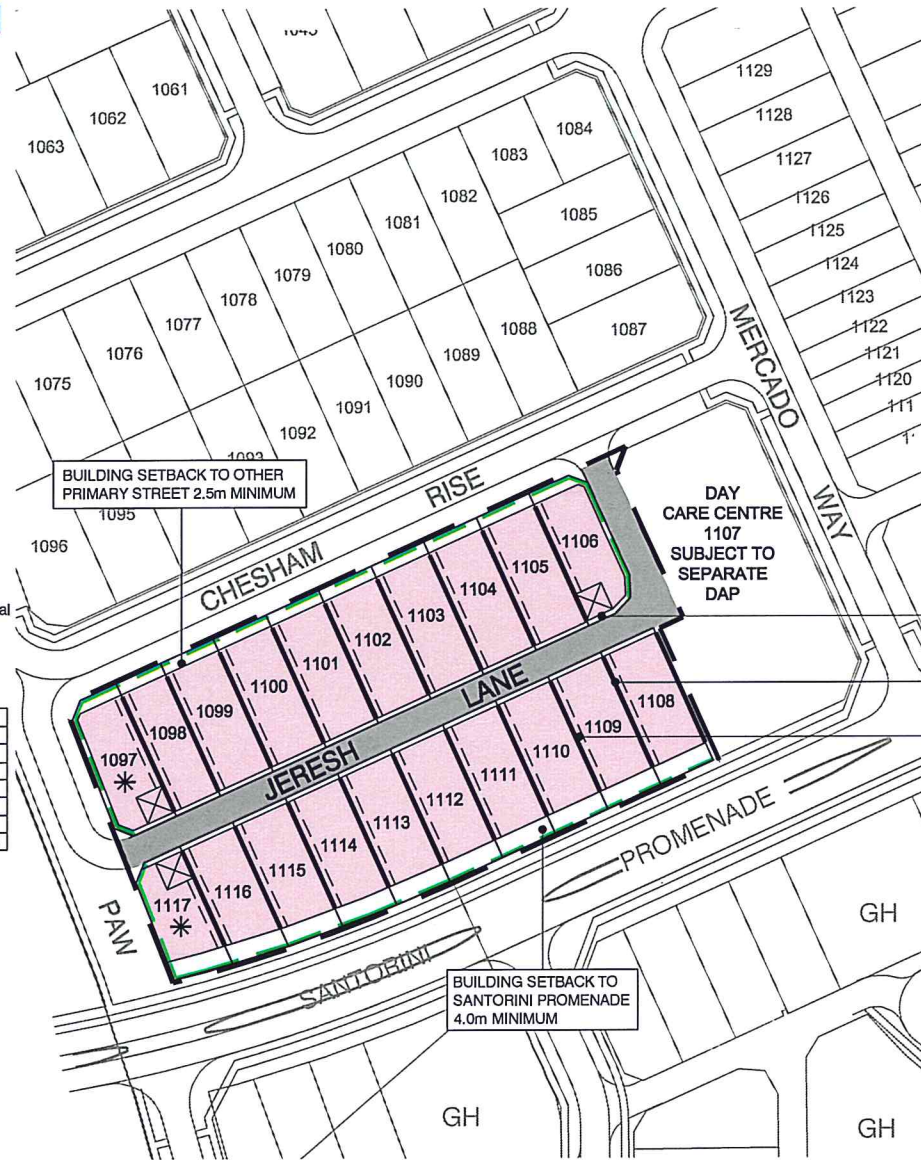 1061
1062
1063
1129
1128
1127
1126
1125
1124
1123
1122
1121
1120
1084
1083
1082
1081
1080
1079
1078
1077
1076
1075
1085
1086
1087
1088
1089
1090
1091
1092
1093
1095
1096
MERCADO
WAY
BUILDING SETBACK TO OTHER
PRIMARY STREET 2.5m MINIMUM
CHESHAM
RISE
DAY
CARE CENTRE
1107
SUBJECT TO
SEPARATE
DAP
1106
1105
1104
1103
1102
1101
1100
1099
1098
1097
JERESH
LANE
1108
1109
1110
1111
1112
1113
1114
1115
1116
1117
PAW
SANTORINI
PROMENADE
BUILDING SETBACK TO
SANTORINI PROMENADE
4.0m MINIMUM
GH
GH
GH